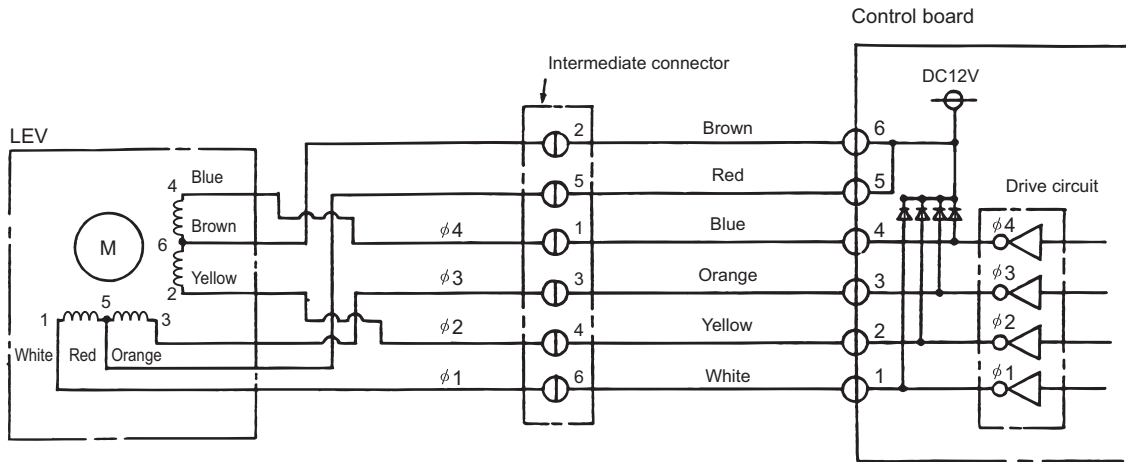 Control board
Intermediate connector
DC12V
LEV
2 Brown 6
4 Blue
5 Red 5
Drive circuit
6 Brown
ϕ4 1 Blue 4 ϕ4
Yellow
2
ϕ3 3 Orange 3 ϕ3
M
1 5 3
ϕ2 4 Yellow 2 ϕ2
White Red Orange
ϕ1 6 White 1 ϕ1